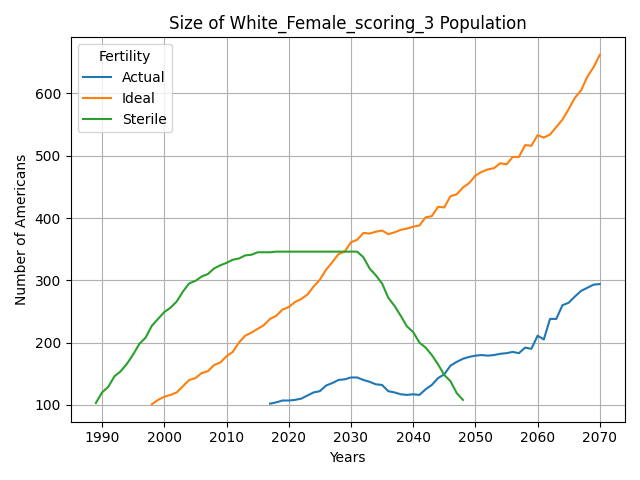 Size of White_Female_scoring_3 Population
Fertility
Actual
Ideal
Sterile
Number of Americans
600
500
400
300
200
100
1990 2000 2010 2020 2030 2040 2050 2060 2070
Years